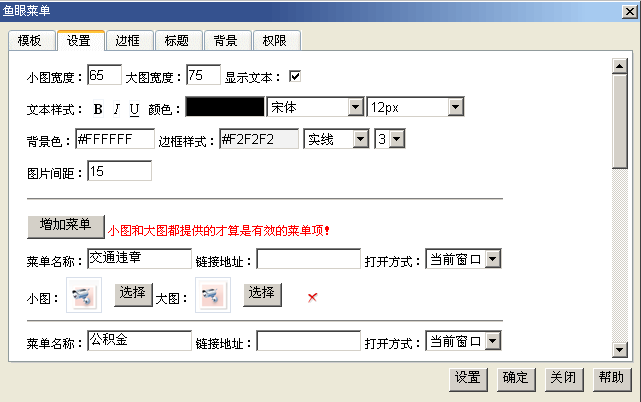 鱼眼菜单
模板 设置 边框 标题 背景 权限
小图宽度： 65 大图宽度： 75 显示文本：
文本样式： B I U 颜色： 宋体 12px
背景色： #FFFFFF 边框样式： #F2F2F2 实线 3
图片间距： 15
增加菜单 小图和大图都提供的才算是有效的菜单项！
菜单名称： 交通违章 链接地址： 打开方式： 当前窗口
小图： 选择 大图： 选择
菜单名称： 公积金 链接地址： 打开方式： 当前窗口
设置 确定 关闭 帮助